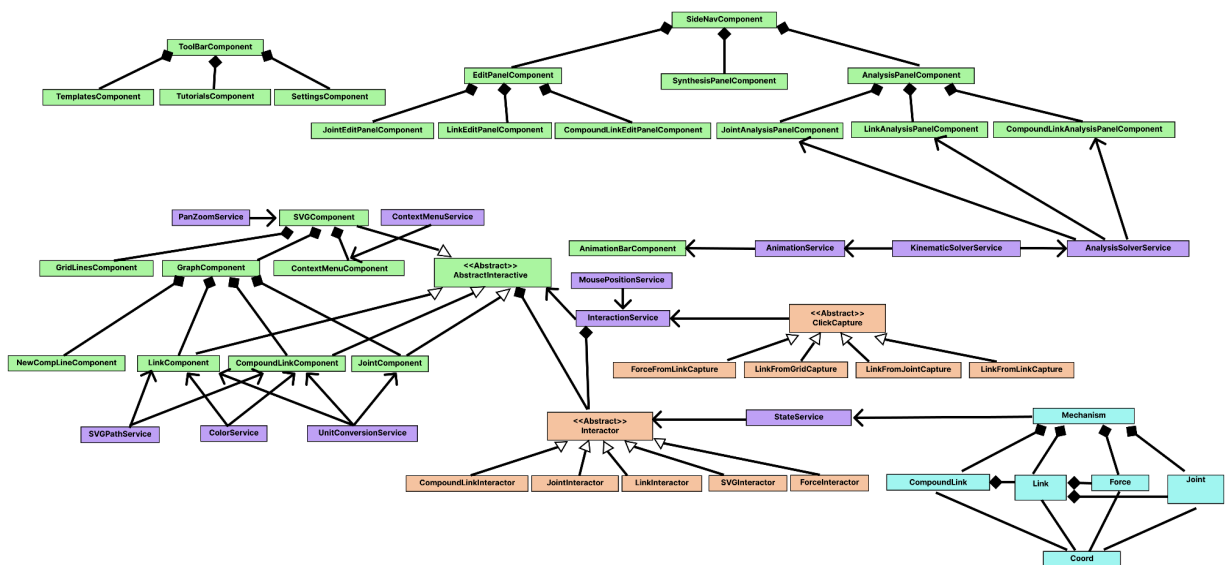 SideNavComponent
ToolBarComponent
EditPanelComponent
SynthesisPanelComponent
AnalysisPanelComponent
TemplatesComponent
TutorialsComponent
SettingsComponent
JointEditPanelComponent
LinkEditPanelComponent
CompoundLinkEditPanelComponent
JointAnalysisPanelComponent
LinkAnalysisPanelComponent
CompoundLinkAnalysisPanelComponent
PanZoomService
SVGComponent
ContextMenuService
AnimationBarComponent
AnimationService
KinematicSolverService
AnalysisSolverService
GridLinesComponent
GraphComponent
ContextMenuComponent
<<Abstract>>
AbstractInteractive
MousePositionService
InteractionService
<<Abstract>>
ClickCapture
NewCompLineComponent
LinkComponent
CompoundLinkComponent
JointComponent
ForceFromLinkCapture
LinkFromGridCapture
LinkFromJointCapture
LinkFromLinkCapture
SVGPathService
ColorService
UnitConversionService
<<Abstract>>
Interactor
StateService
Mechanism
CompoundLinkInteractor
JointInteractor
LinkInteractor
SVGInteractor
ForceInteractor
CompoundLink
Link
Force
Joint
Coord